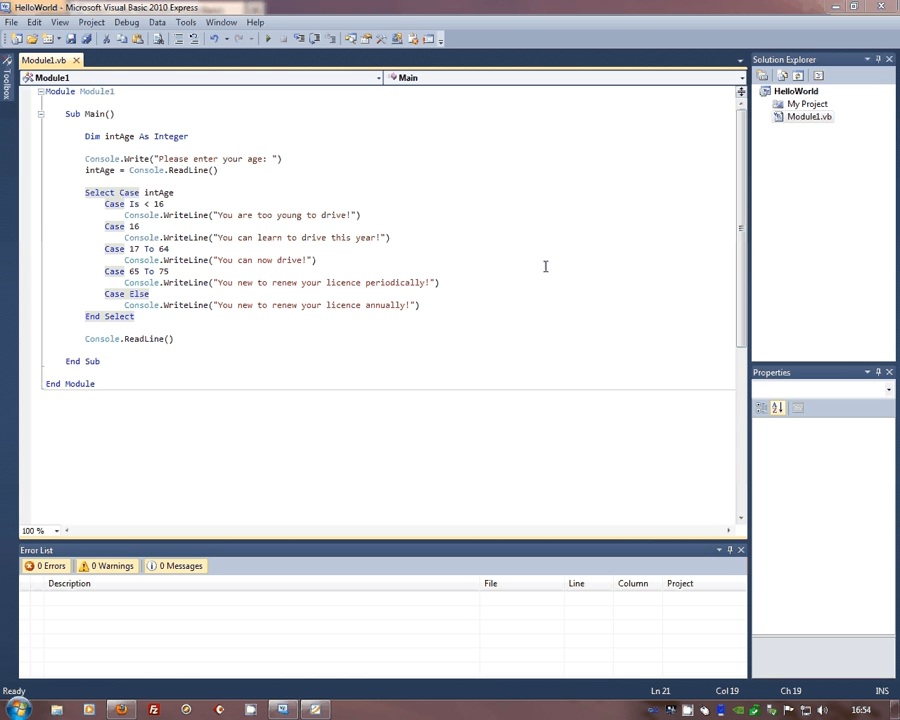 HelloWorld - Microsoft Visual Basic 2010 Express
File Edit View Project Debug Data Tools Window Help
Module1.vb
Toolbox
Module1
Main
Module Module1
Sub Main()
Dim intAge As Integer
Console.Write("Please enter your age: ")
intAge = Console.ReadLine()
Select Case intAge
Case Is < 16
Console.WriteLine("You are too young to drive!")
Case 16
Console.WriteLine("You can learn to drive this year!")
Case 17 To 64
Console.WriteLine("You can now drive!")
Case 65 To 75
Console.WriteLine("You new to renew your licence periodically!")
Case Else
Console.WriteLine("You new to renew your licence annually!")
End Select
Console.ReadLine()
End Sub
End Module
100 %
Solution Explorer
HelloWorld
My Project
Module1.vb
Properties
Error List
0 Errors 0 Warnings 0 Messages
Description File Line Column Project
Ready Ln 21 Col 19 Ch 19 INS
16:54